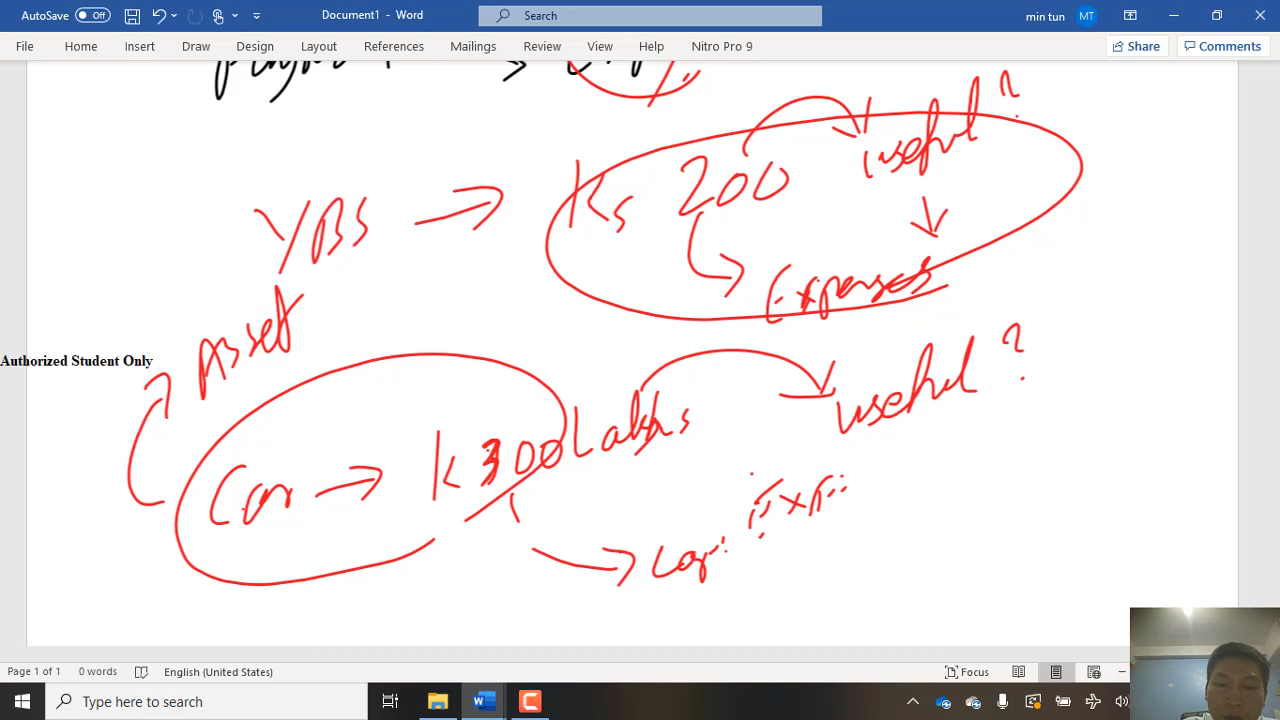 AutoSave Off Document1 - Word Search min tun MT
File Home Insert Draw Design Layout References Mailings Review View Help Nitro Pro 9 Share Comments
useful ?
YBS → Ks 200
Expenses
Asset
Authorized Student Only
useful ?
Car → K 300 Lakhs
Page 1 of 1 0 words English (United States) Focus
Type here to search